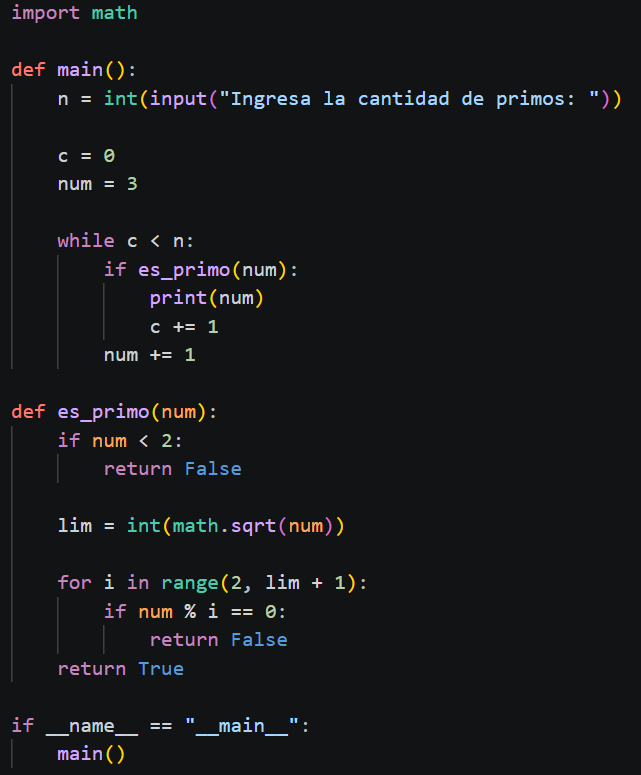 import math
def main():
    n = int(input("Ingresa la cantidad de primos: "))
    c = 0
    num = 3
    while c < n:
        if es_primo(num):
            print(num)
            c += 1
        num += 1
def es_primo(num):
    if num < 2:
        return False
    lim = int(math.sqrt(num))
    for i in range(2, lim + 1):
        if num % i == 0:
            return False
    return True
if __name__ == "__main__":
    main()